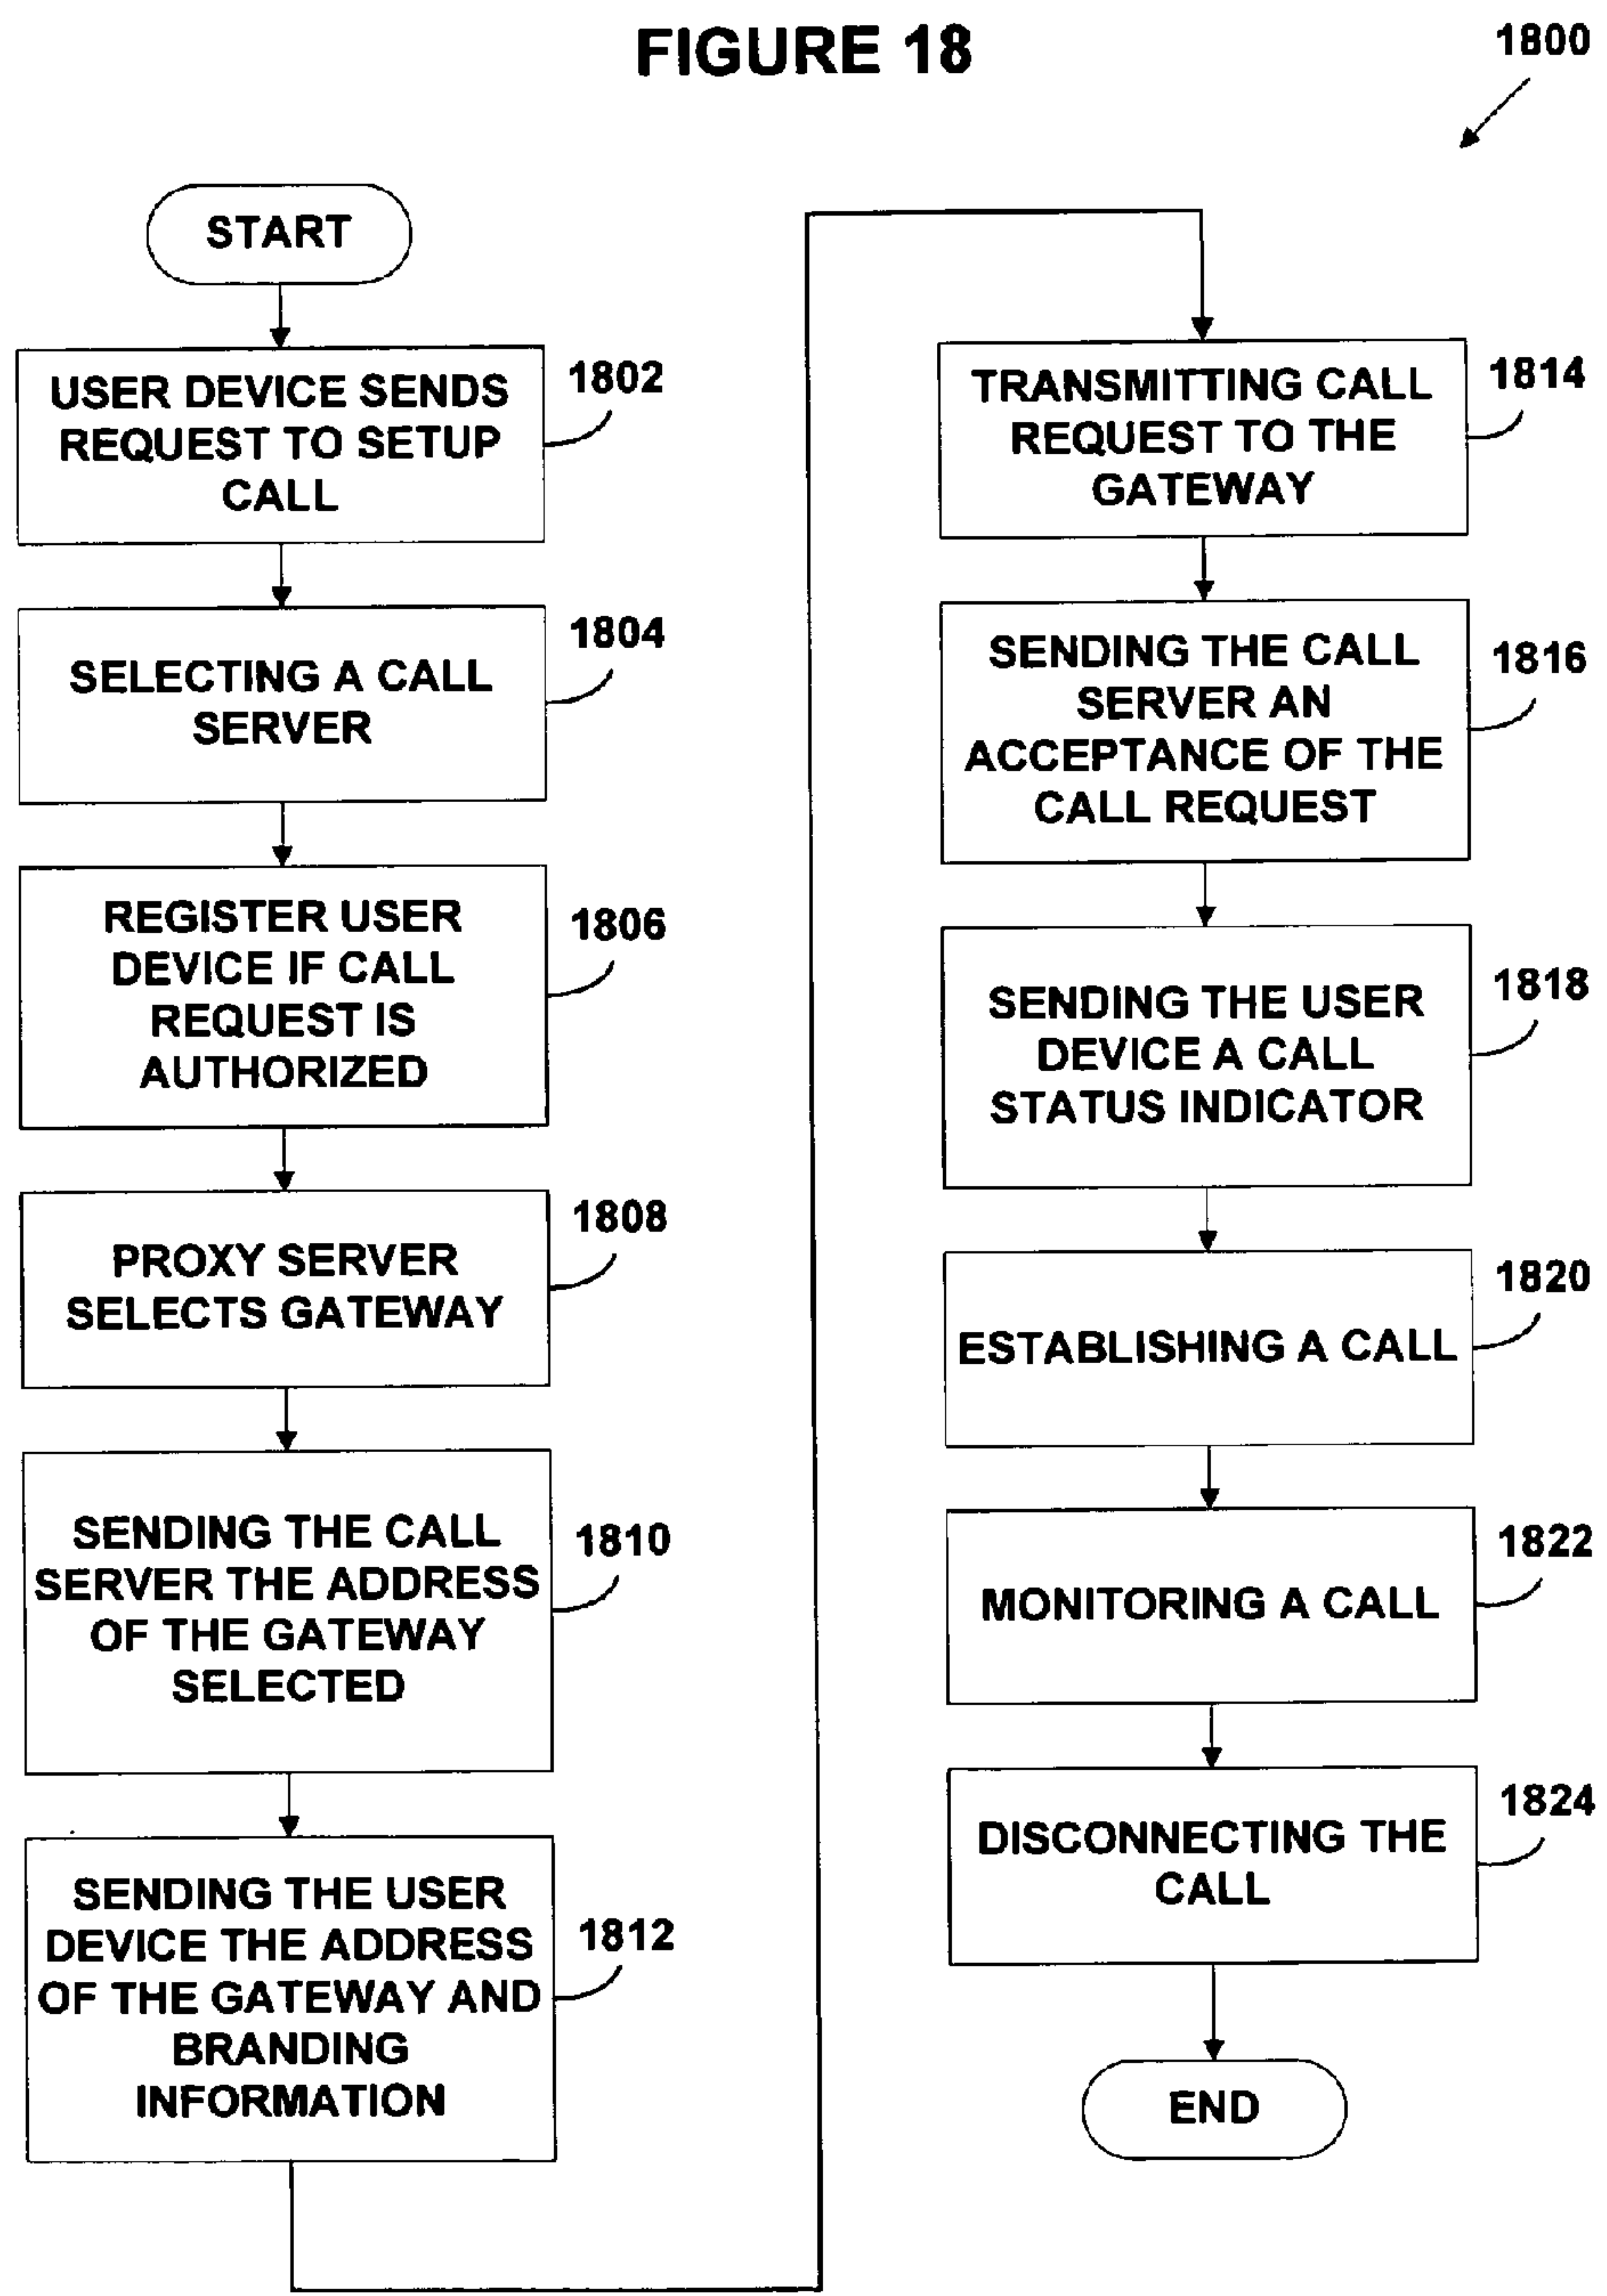 FIGURE 18
1800
START
USER DEVICE SENDS
REQUEST TO SETUP
CALL
1802
SELECTING A CALL
SERVER
1804
REGISTER USER
DEVICE IF CALL
REQUEST IS
AUTHORIZED
1806
PROXY SERVER
SELECTS GATEWAY
1808
SENDING THE CALL
SERVER THE ADDRESS
OF THE GATEWAY
SELECTED
1810
SENDING THE USER
DEVICE THE ADDRESS
OF THE GATEWAY AND
BRANDING
INFORMATION
1812
TRANSMITTING CALL
REQUEST TO THE
GATEWAY
1814
SENDING THE CALL
SERVER AN
ACCEPTANCE OF THE
CALL REQUEST
1816
SENDING THE USER
DEVICE A CALL
STATUS INDICATOR
1818
ESTABLISHING A CALL
1820
MONITORING A CALL
1822
DISCONNECTING THE
CALL
1824
END